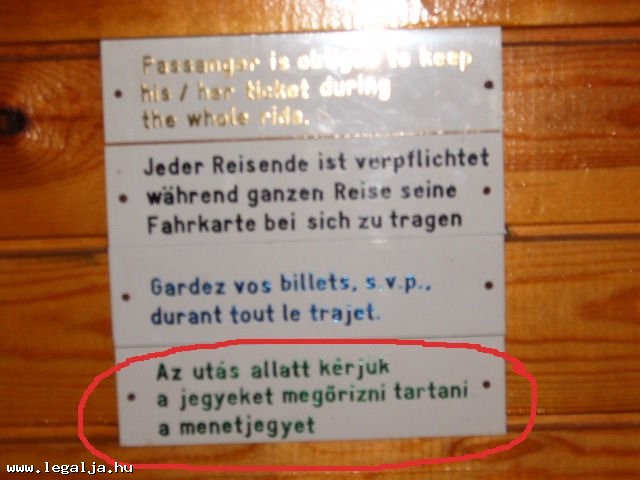 Passangar is obliged to keep
his / her ticket during
the whole ride.
Jeder Reisende ist verpflichtet
während ganzen Reise seine
Fahrkarte bei sich zu tragen
Gardez vos billets, s.v.p.,
durant tout le trajet.
Az utás allatt kérjük
a jegyeket megőrizni tartani
a menetjegyet
www.legalja.hu